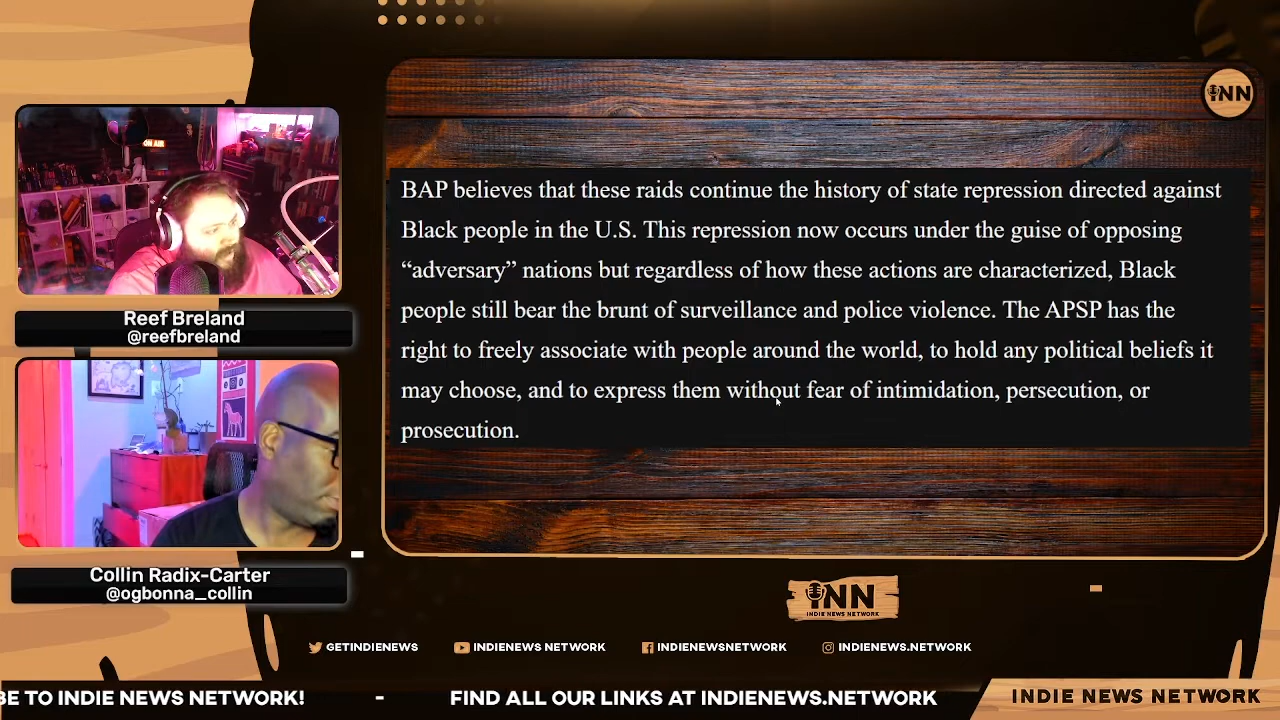 ON AIR
iNN
Reef Breland
@reefbreland
Collin Radix-Carter
@ogbonna_collin
BAP believes that these raids continue the history of state repression directed against
Black people in the U.S. This repression now occurs under the guise of opposing
“adversary” nations but regardless of how these actions are characterized, Black
people still bear the brunt of surveillance and police violence. The APSP has the
right to freely associate with people around the world, to hold any political beliefs it
may choose, and to express them without fear of intimidation, persecution, or
prosecution.
iNN
INDIE NEWS NETWORK
GETINDIENEWS
INDIENEWS NETWORK
INDIENEWSNETWORK
INDIENEWS.NETWORK
BE TO INDIE NEWS NETWORK! - FIND ALL OUR LINKS AT INDIENEWS.NETWORK
INDIE NEWS NETWORK